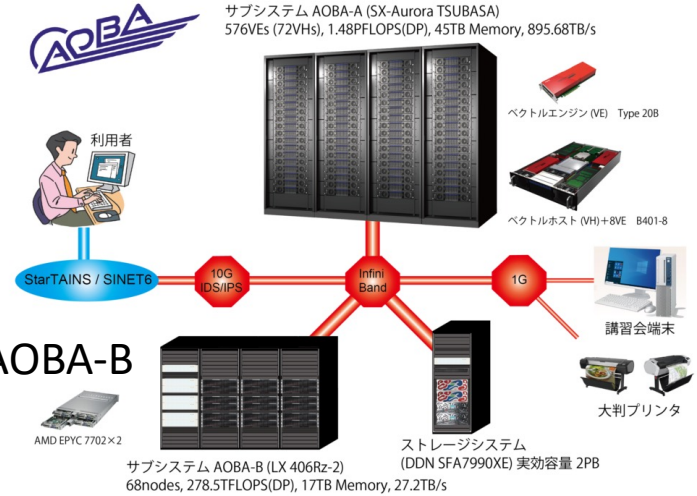 AOBA
サブシステム AOBA-A (SX-Aurora TSUBASA)
576VEs (72VHs), 1.48PFLOPS(DP), 45TB Memory, 895.68TB/s
ベクトルエンジン (VE) Type 20B
利用者
ベクトルホスト (VH)+8VE B401-8
StarTAINS / SINET6
10G
IDS/IPS
Infini
Band
1G
講習会端末
AOBA-B
AMD EPYC 7702×2
大判プリンタ
サブシステム AOBA-B (LX 406Rz-2)
68nodes, 278.5TFLOPS(DP), 17TB Memory, 27.2TB/s
ストレージシステム
(DDN SFA7990XE) 実効容量 2PB